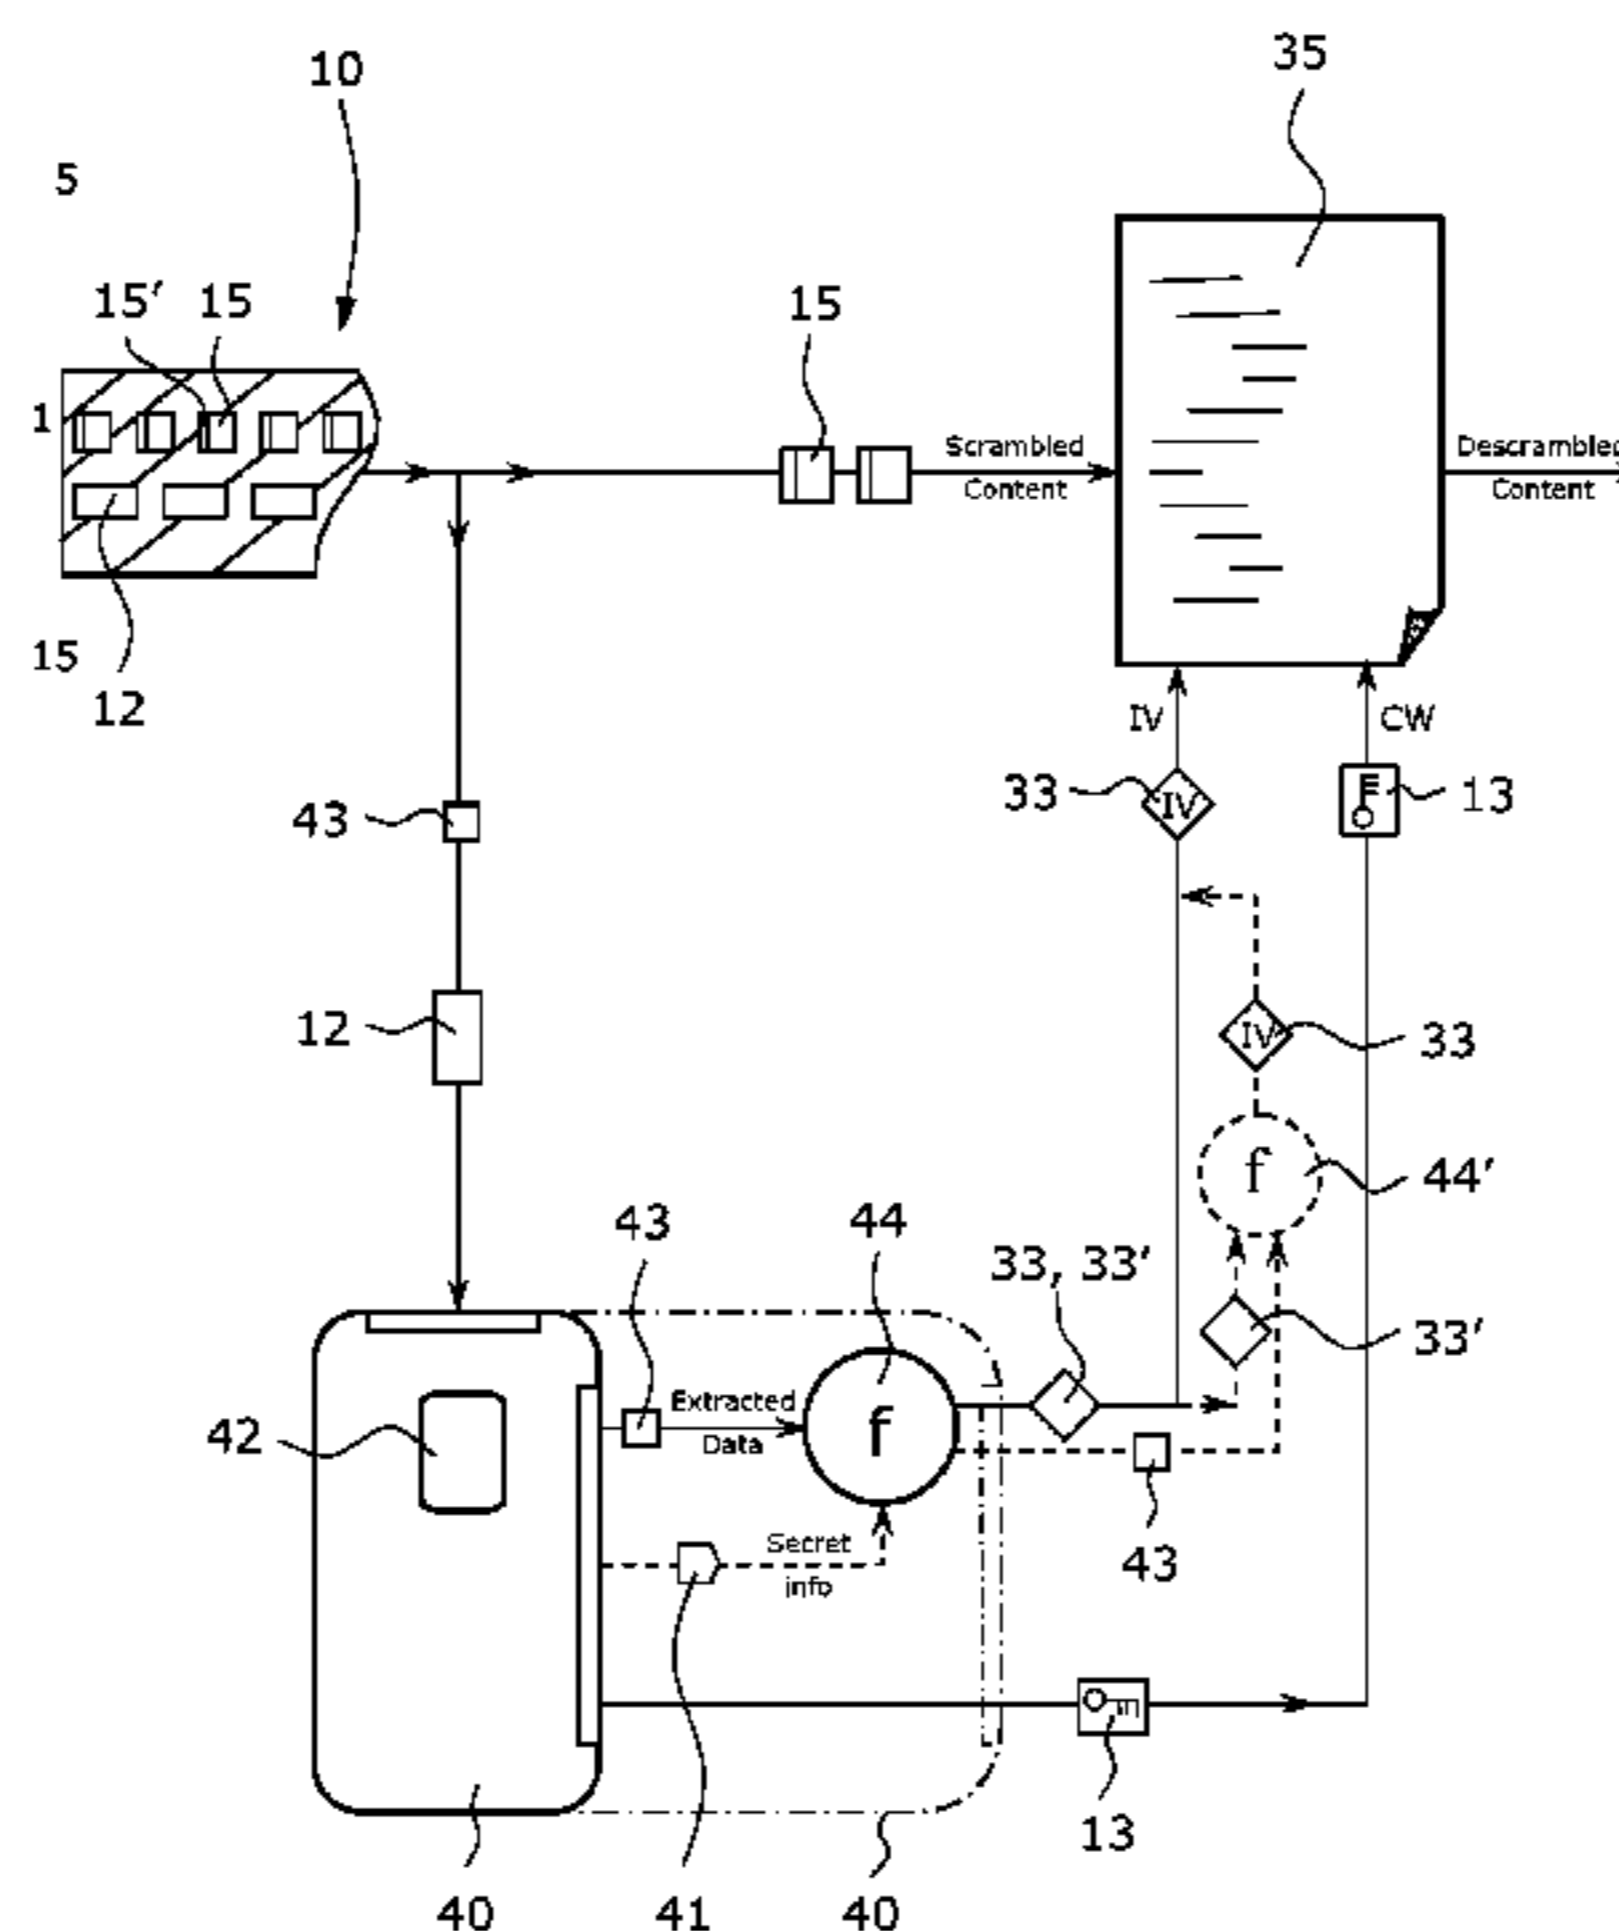 10
35
5
15′ 15
15
1
Scrambled
Content
Descrambled
Content
15
12
IV
CW
33
IV
13
43
12
IV
33
f
44′
43
44
33, 33′
33′
42
Extracted
Data
f
Secret
info
43
41
13
40
41
40